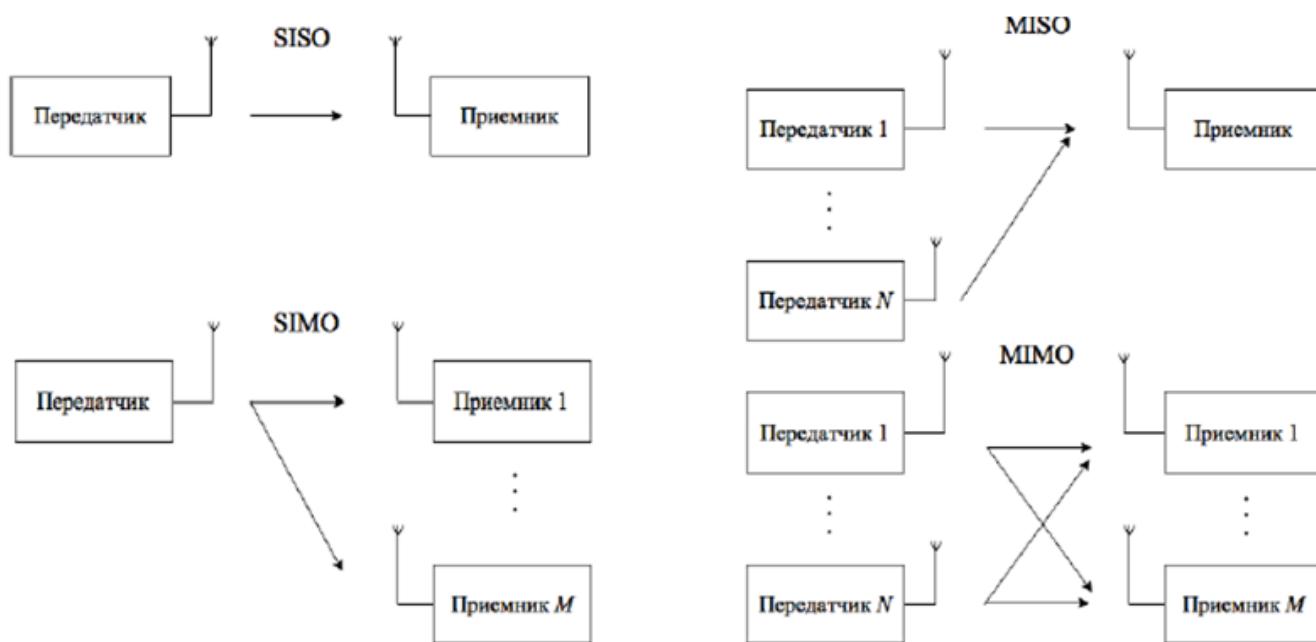 SISO
Передатчик
Приемник
SIMO
Передатчик
Приемник 1
Приемник M
MISO
Передатчик 1
Приемник
Передатчик N
MIMO
Передатчик 1
Приемник 1
Передатчик N
Приемник M